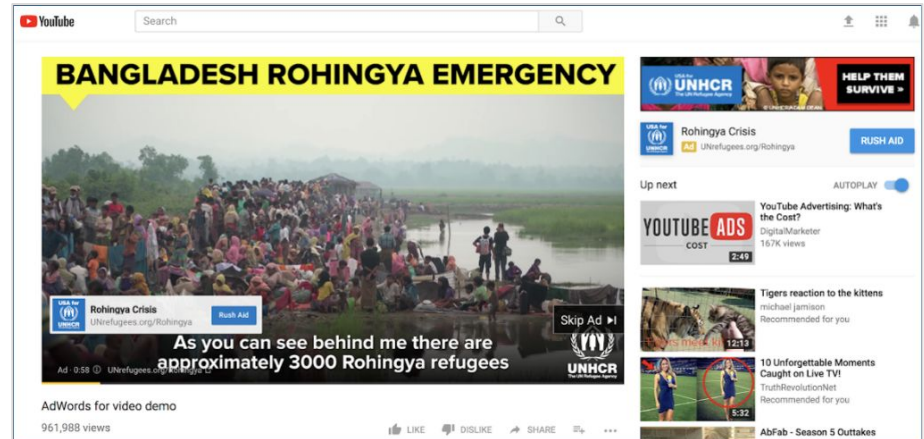 YouTube
Search
BANGLADESH ROHINGYA EMERGENCY
USA for
UNHCR
Rohingya Crisis
UNrefugees.org/Rohingya
Rush Aid
Skip Ad
As you can see behind me there are
approximately 3000 Rohingya refugees
Ad · 0:58
UNrefugees.org/Rohingya
UNHCR
The UN Refugee Agency
AdWords for video demo
961,988 views
LIKE
DISLIKE
SHARE
USA for
UNHCR
The UN Refugee Agency
HELP THEM
SURVIVE »
USA for
UNHCR
Rohingya Crisis
Ad UNrefugees.org/Rohingya
RUSH AID
Up next
AUTOPLAY
YOUTUBE ADS
COST
2:49
YouTube Advertising: What's
the Cost?
DigitalMarketer
167K views
12:13
Tigers reaction to the kittens
michael jamison
Recommended for you
5:32
10 Unforgettable Moments
Caught on Live TV!
TruthRevolutionNet
Recommended for you
AbFab - Season 5 Outtakes